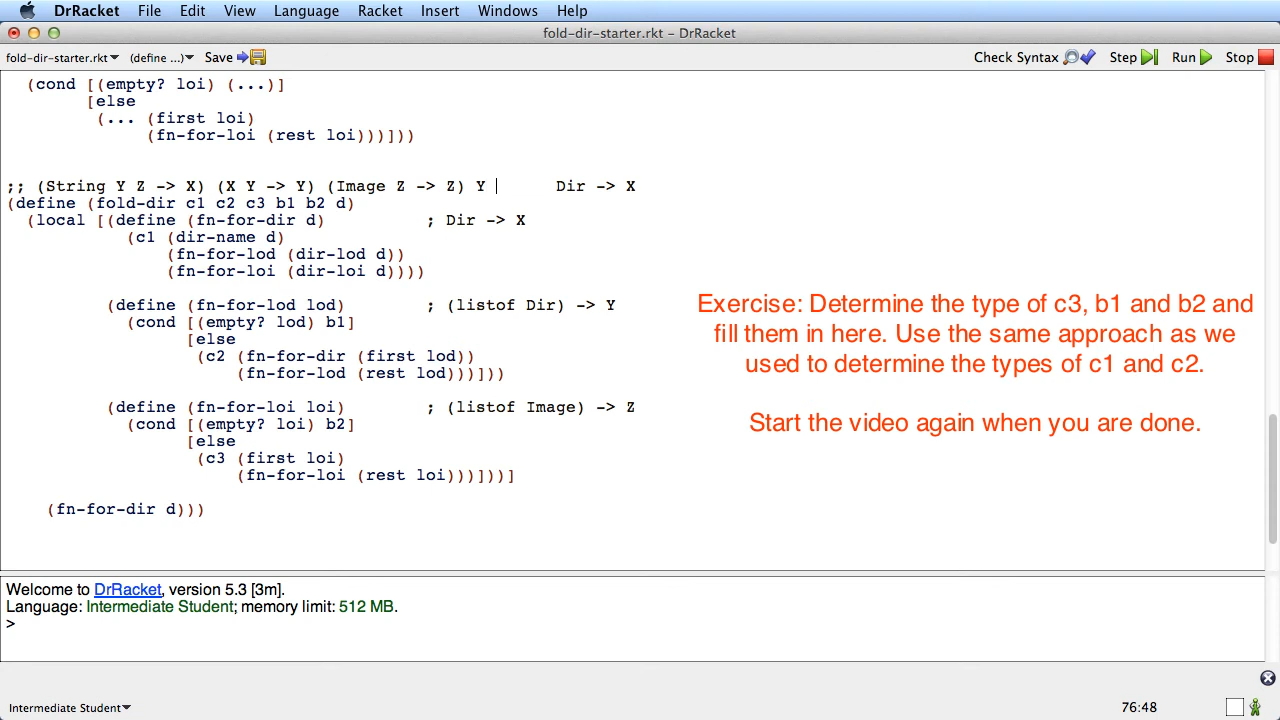 DrRacket File Edit View Language Racket Insert Windows Help
fold-dir-starter.rkt – DrRacket
fold-dir-starter.rkt (define ...) Save Check Syntax Step Run Stop
(cond [(empty? loi) (...)]
[else
(... (first loi)
(fn-for-loi (rest loi)))]))
;; (String Y Z -> X) (X Y -> Y) (Image Z -> Z) Y Dir -> X
(define (fold-dir c1 c2 c3 b1 b2 d)
(local [(define (fn-for-dir d) ; Dir -> X
(c1 (dir-name d)
(fn-for-lod (dir-lod d))
(fn-for-loi (dir-loi d))))
(define (fn-for-lod lod) ; (listof Dir) -> Y
(cond [(empty? lod) b1]
[else
(c2 (fn-for-dir (first lod))
(fn-for-lod (rest lod)))]))
(define (fn-for-loi loi) ; (listof Image) -> Z
(cond [(empty? loi) b2]
[else
(c3 (first loi)
(fn-for-loi (rest loi)))]))]
(fn-for-dir d)))
Exercise: Determine the type of c3, b1 and b2 and
fill them in here. Use the same approach as we
used to determine the types of c1 and c2.
Start the video again when you are done.
Welcome to DrRacket, version 5.3 [3m].
Language: Intermediate Student; memory limit: 512 MB.
>
Intermediate Student 76:48